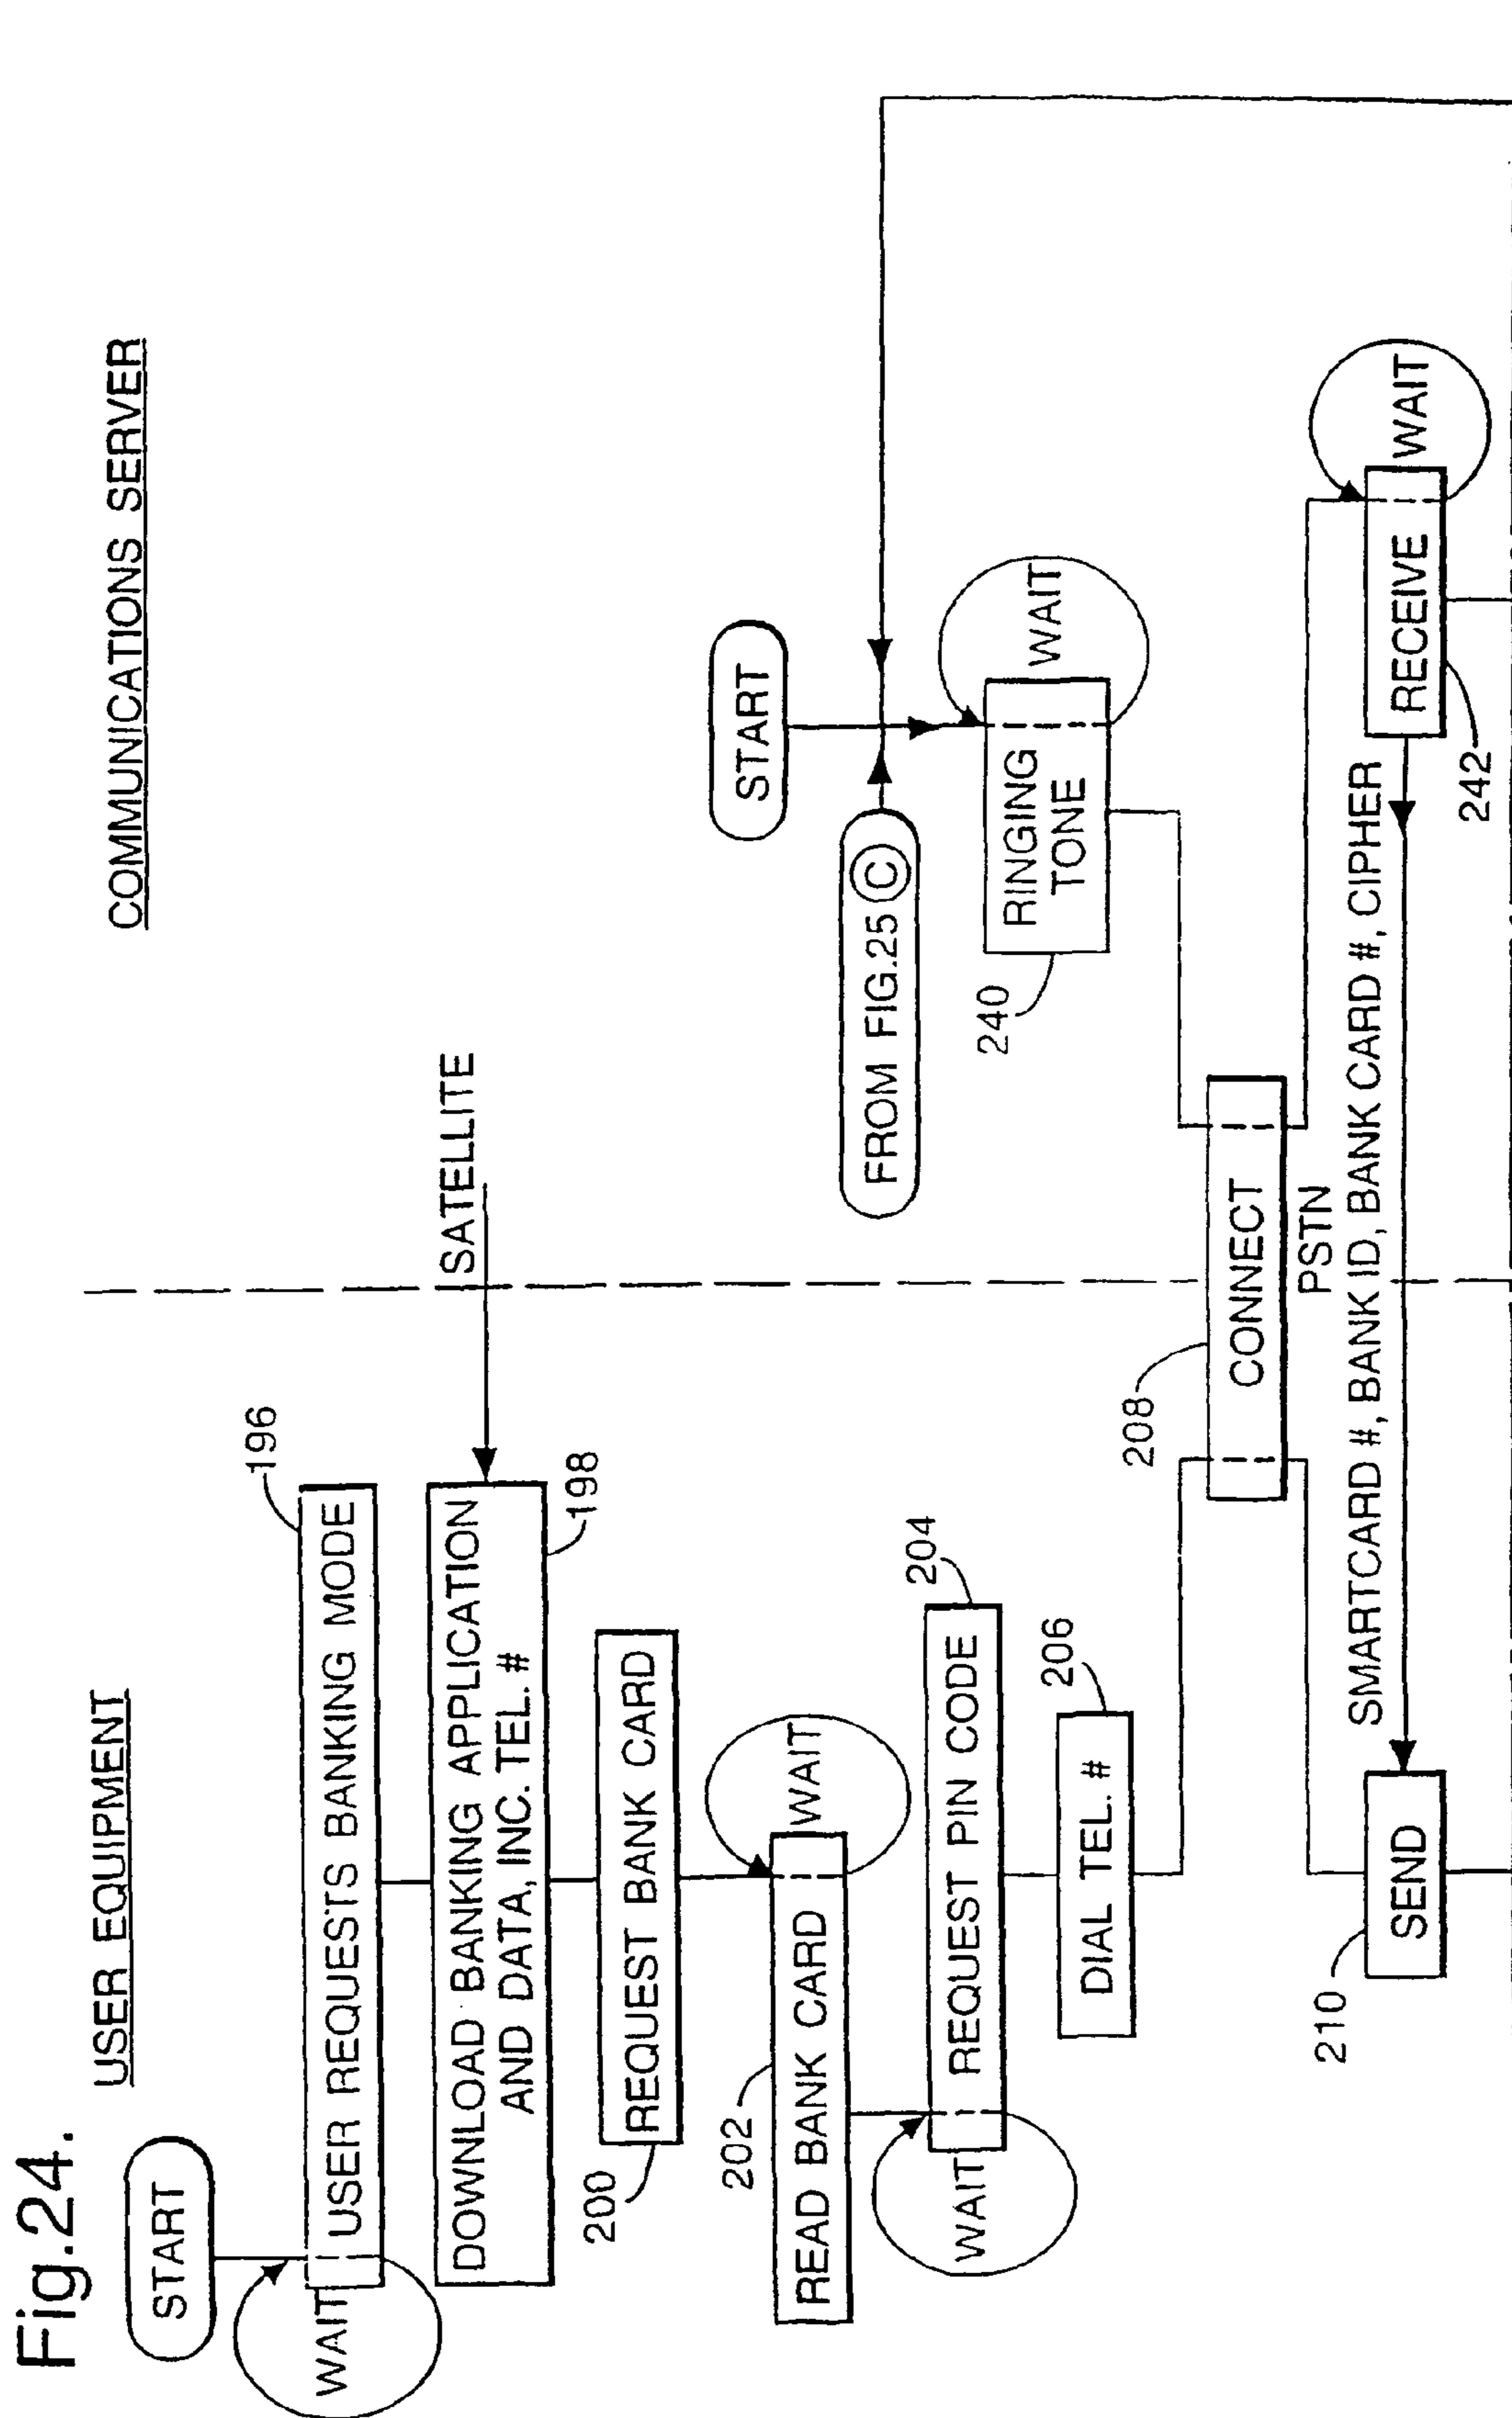 Fig.24.
USER EQUIPMENT
COMMUNICATIONS SERVER
START
WAIT
USER REQUESTS BANKING MODE
196
SATELLITE
DOWNLOAD BANKING APPLICATION
AND DATA, INC. TEL. #
198
REQUEST BANK CARD
200
START
202
READ BANK CARD
WAIT
FROM FIG.25 C
WAIT
REQUEST PIN CODE
204
240
RINGING
TONE
WAIT
DIAL TEL. #
206
208
CONNECT
PSTN
210
SEND
SMARTCARD #, BANK ID, BANK CARD #, CIPHER
RECEIVE
WAIT
242